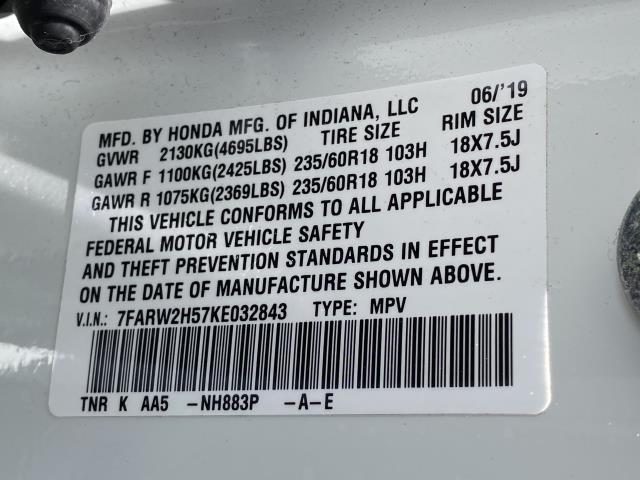 MFD. BY HONDA MFG. OF INDIANA, LLC 06/'19
GVWR 2130KG(4695LBS) TIRE SIZE RIM SIZE
GAWR F 1100KG(2425LBS) 235/60R18 103H 18X7.5J
GAWR R 1075KG(2369LBS) 235/60R18 103H 18X7.5J
THIS VEHICLE CONFORMS TO ALL APPLICABLE
FEDERAL MOTOR VEHICLE SAFETY
AND THEFT PREVENTION STANDARDS IN EFFECT
ON THE DATE OF MANUFACTURE SHOWN ABOVE.
V.I.N.: 7FARW2H57KE032843 TYPE: MPV
TNR K AA5 -NH883P -A-E